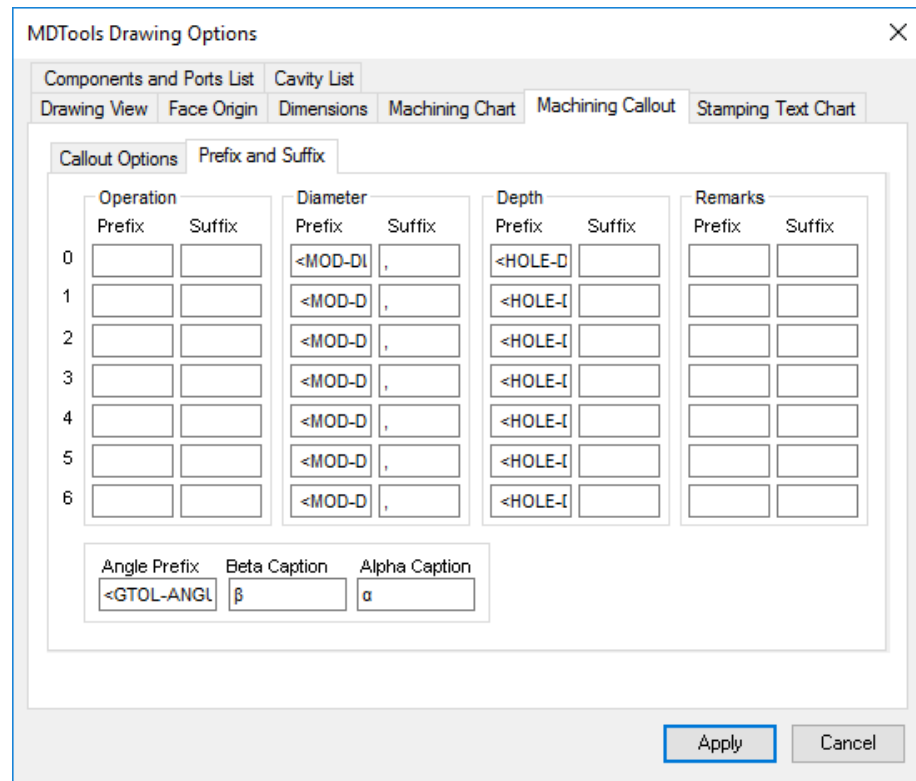 MDTools Drawing Options
Components and Ports List Cavity List
Drawing View Face Origin Dimensions Machining Chart Machining Callout Stamping Text Chart
Callout Options Prefix and Suffix
Operation Diameter Depth Remarks
Prefix Suffix Prefix Suffix Prefix Suffix Prefix Suffix
0 <MOD-DI , <HOLE-D
1 <MOD-D , <HOLE-D
2 <MOD-D , <HOLE-D
3 <MOD-D , <HOLE-D
4 <MOD-D , <HOLE-D
5 <MOD-D , <HOLE-D
6 <MOD-D , <HOLE-D
Angle Prefix Beta Caption Alpha Caption
<GTOL-ANGL β α
Apply Cancel